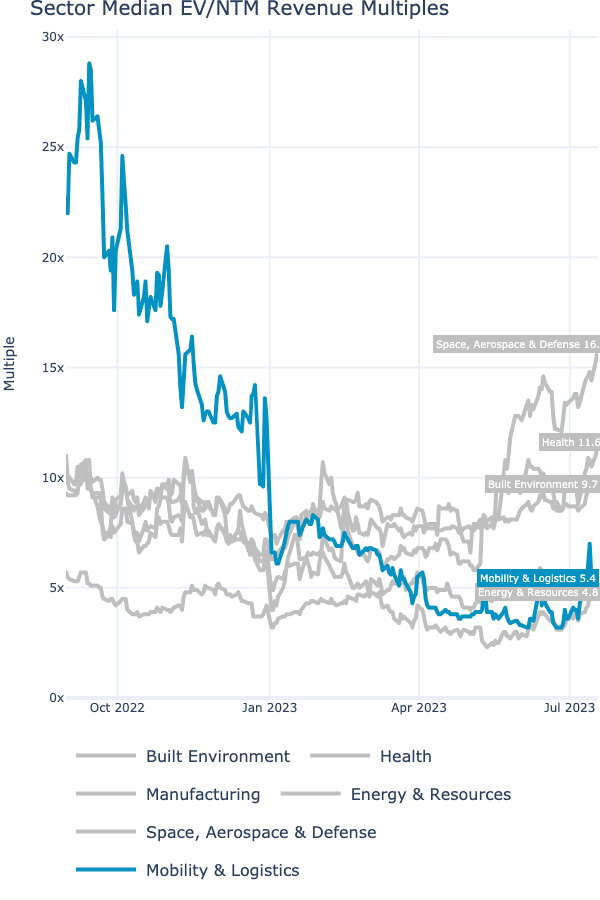 Sector Median EV/NTM Revenue Multiples
30x
25x
20x
15x
10x
5x
0x
Multiple
Space, Aerospace & Defense 16.
Health 11.6
Built Environment 9.7
Mobility & Logistics 5.4
Energy & Resources 4.8
Oct 2022 Jan 2023 Apr 2023 Jul 2023
Built Environment Health
Manufacturing Energy & Resources
Space, Aerospace & Defense
Mobility & Logistics